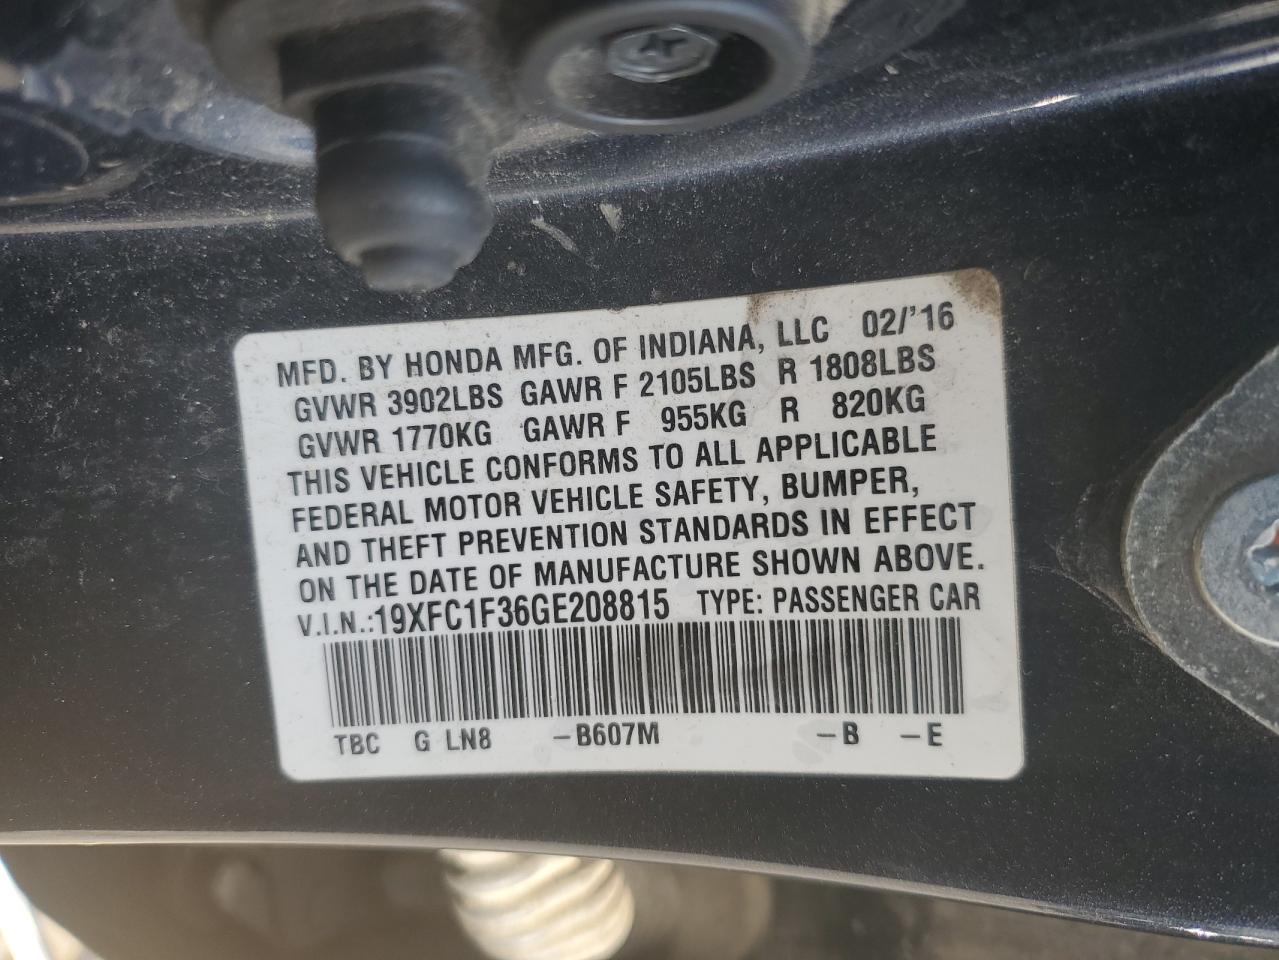 MFD. BY HONDA MFG. OF INDIANA, LLC 02/'16
GVWR 3902LBS GAWR F 2105LBS R 1808LBS
GVWR 1770KG GAWR F 955KG R 820KG
THIS VEHICLE CONFORMS TO ALL APPLICABLE
FEDERAL MOTOR VEHICLE SAFETY, BUMPER,
AND THEFT PREVENTION STANDARDS IN EFFECT
ON THE DATE OF MANUFACTURE SHOWN ABOVE.
V.I.N.:19XFC1F36GE208815 TYPE: PASSENGER CAR
TBC G LN8 -B607M -B -E